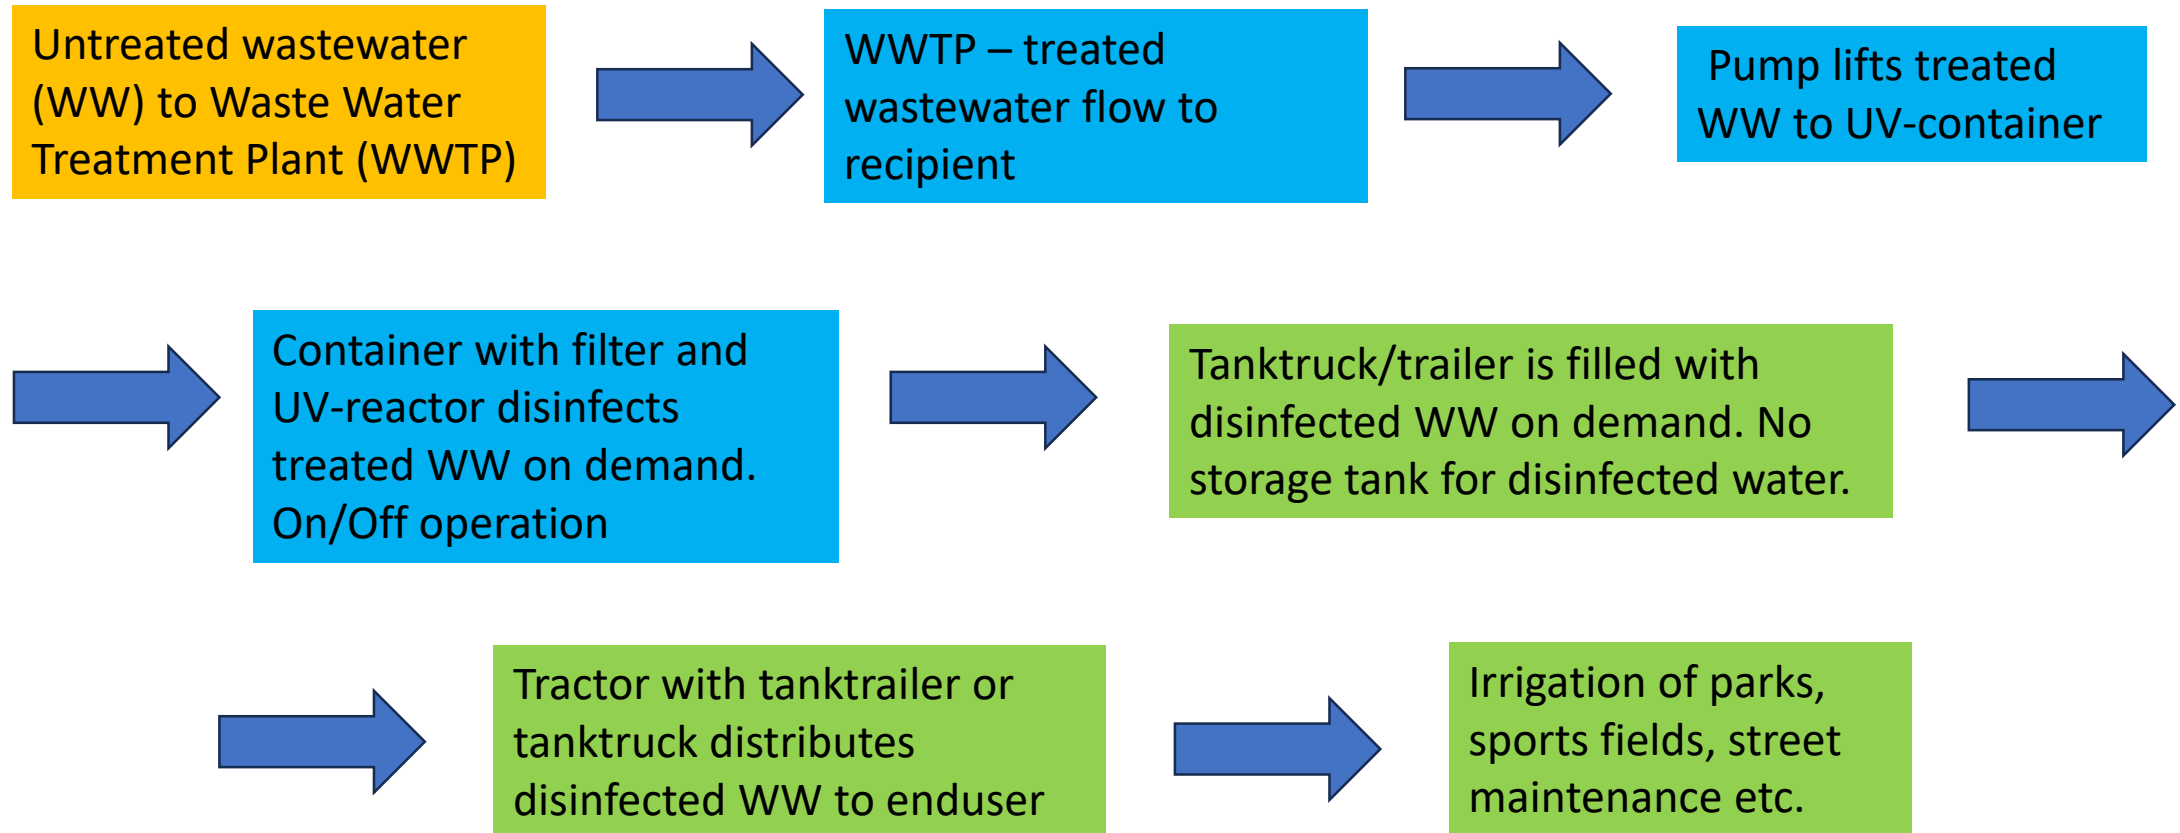 Untreated wastewater
(WW) to Waste Water
Treatment Plant (WWTP)
WWTP – treated
wastewater flow to
recipient
Pump lifts treated
WW to UV-container
Container with filter and
UV-reactor disinfects
treated WW on demand.
On/Off operation
Tanktruck/trailer is filled with
disinfected WW on demand. No
storage tank for disinfected water.
Tractor with tanktrailer or
tanktruck distributes
disinfected WW to enduser
Irrigation of parks,
sports fields, street
maintenance etc.